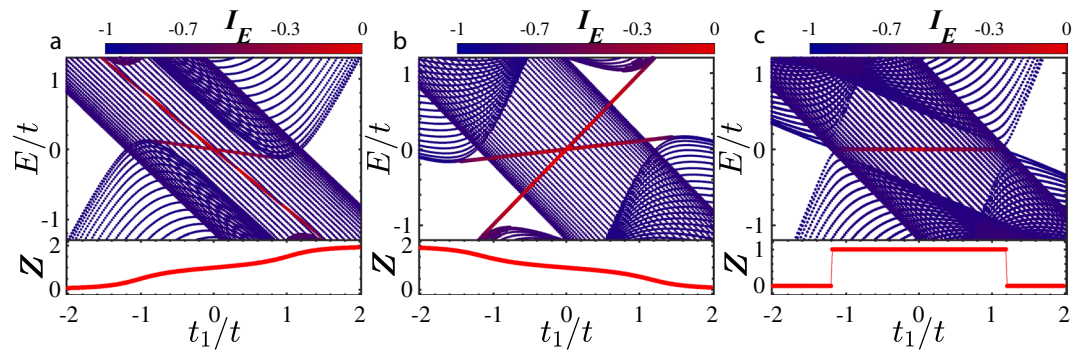 a -1 -0.7 I_E -0.3 0
b -1 -0.7 I_E -0.3 0
c -1 -0.7 I_E -0.3 0
E/t 1 0 -1
E/t 1 0 -1
E/t 1 0 -1
Z 2 0
Z 2 0
Z 1 0
-2 -1 0 1 2
-2 -1 0 1 2
-2 -1 0 1 2
t_1/t
t_1/t
t_1/t